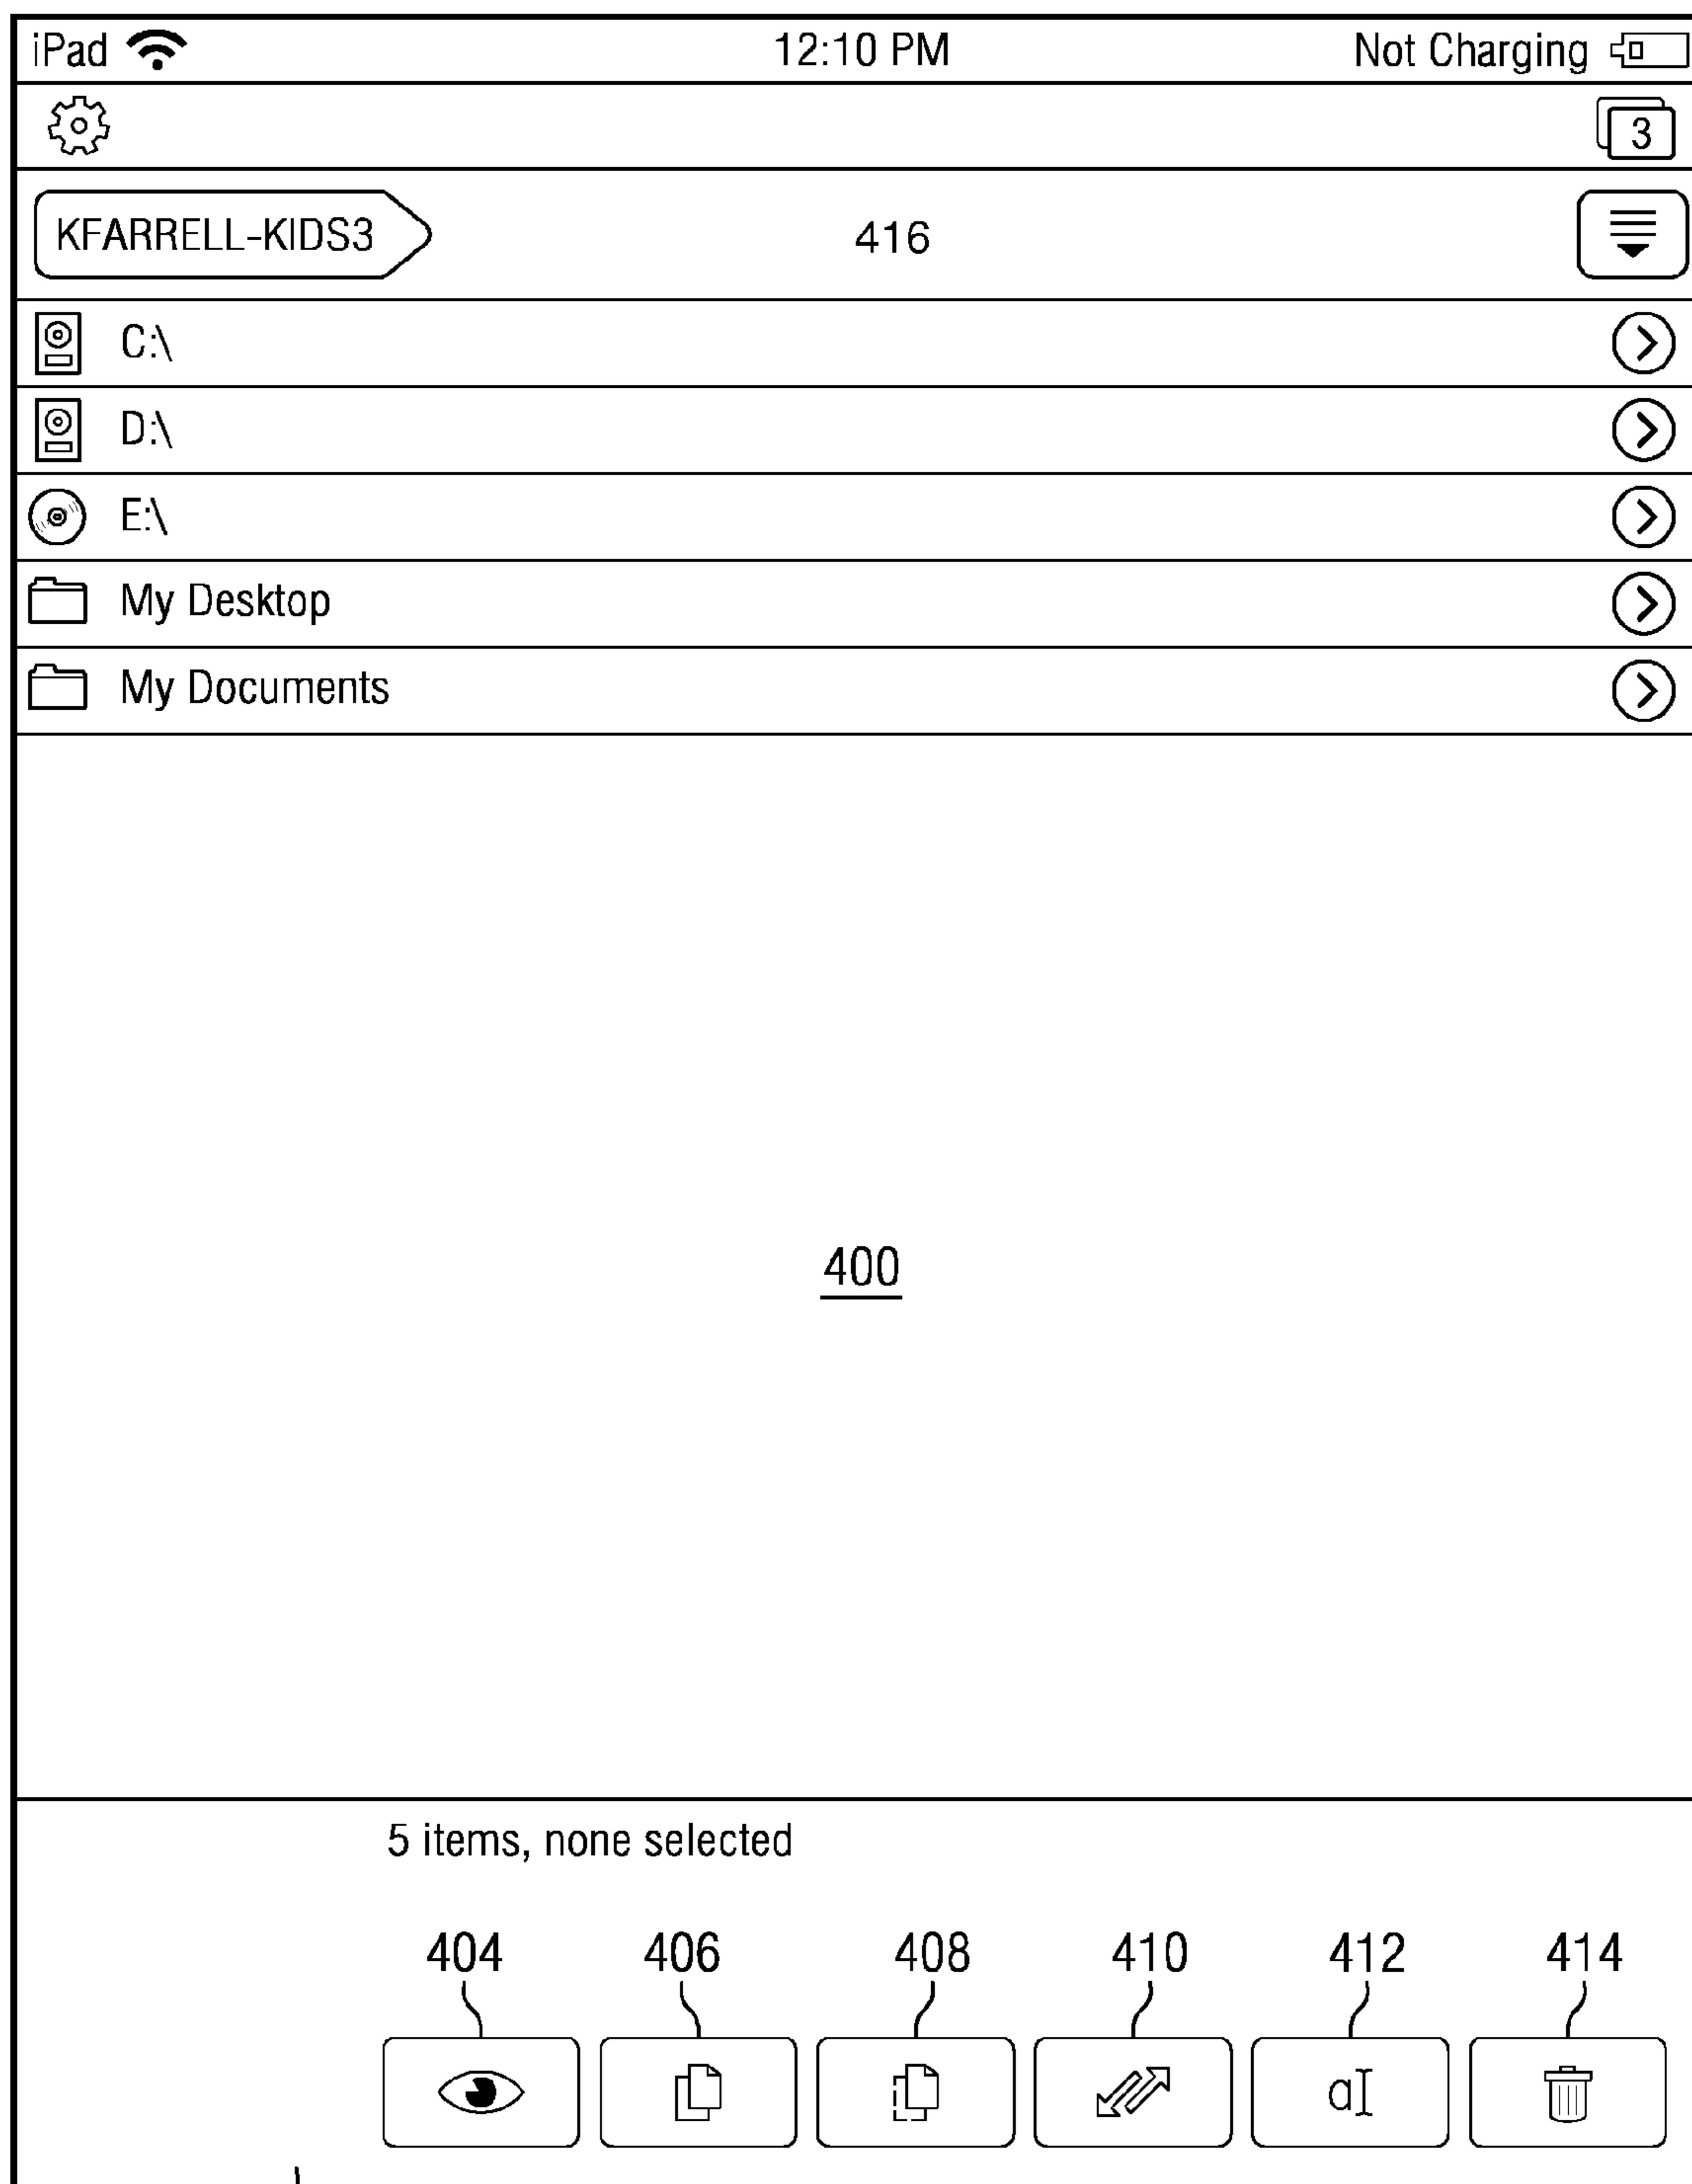 iPad 12:10 PM Not Charging
3
KFARRELL-KIDS3 416
C:\
D:\
E:\
My Desktop
My Documents
400
5 items, none selected
404 406 408 410 412 414
a